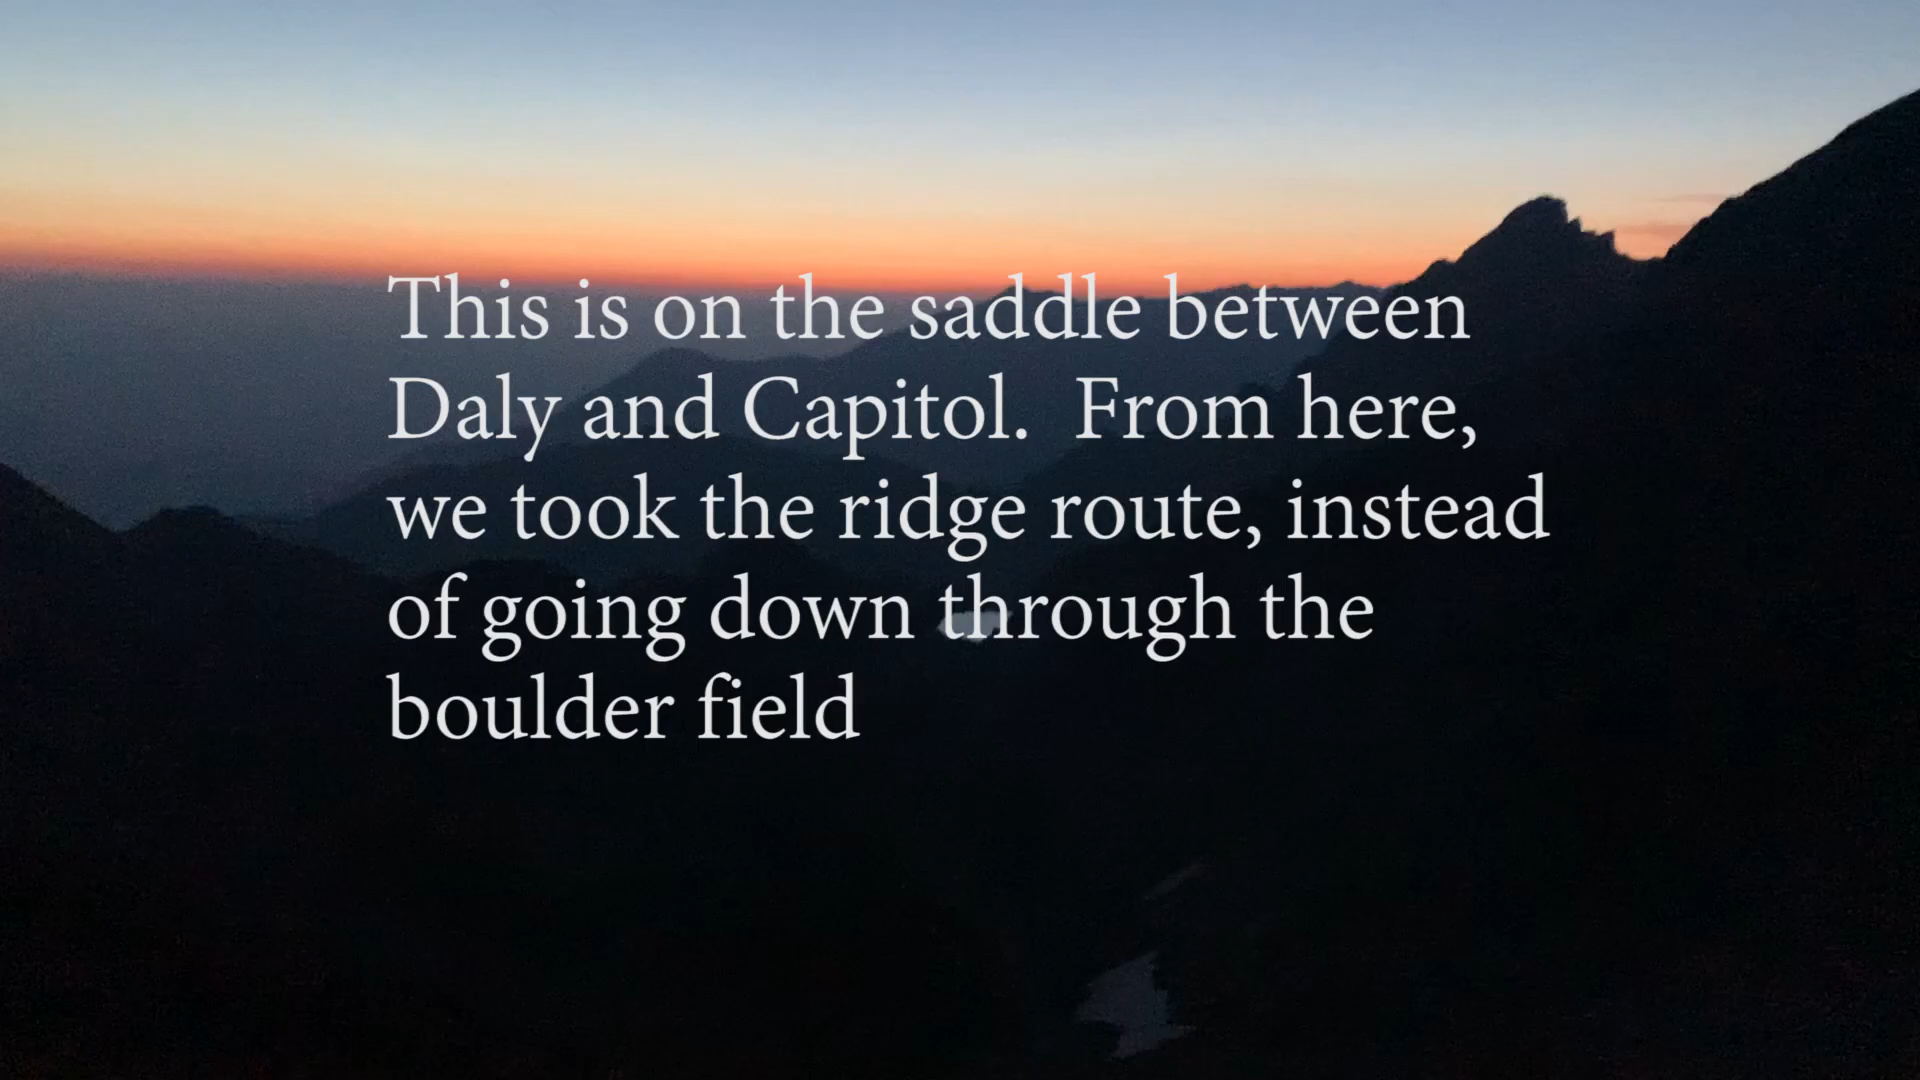 This is on the saddle between
Daly and Capitol.  From here,
we took the ridge route, instead
of going down through the
boulder field